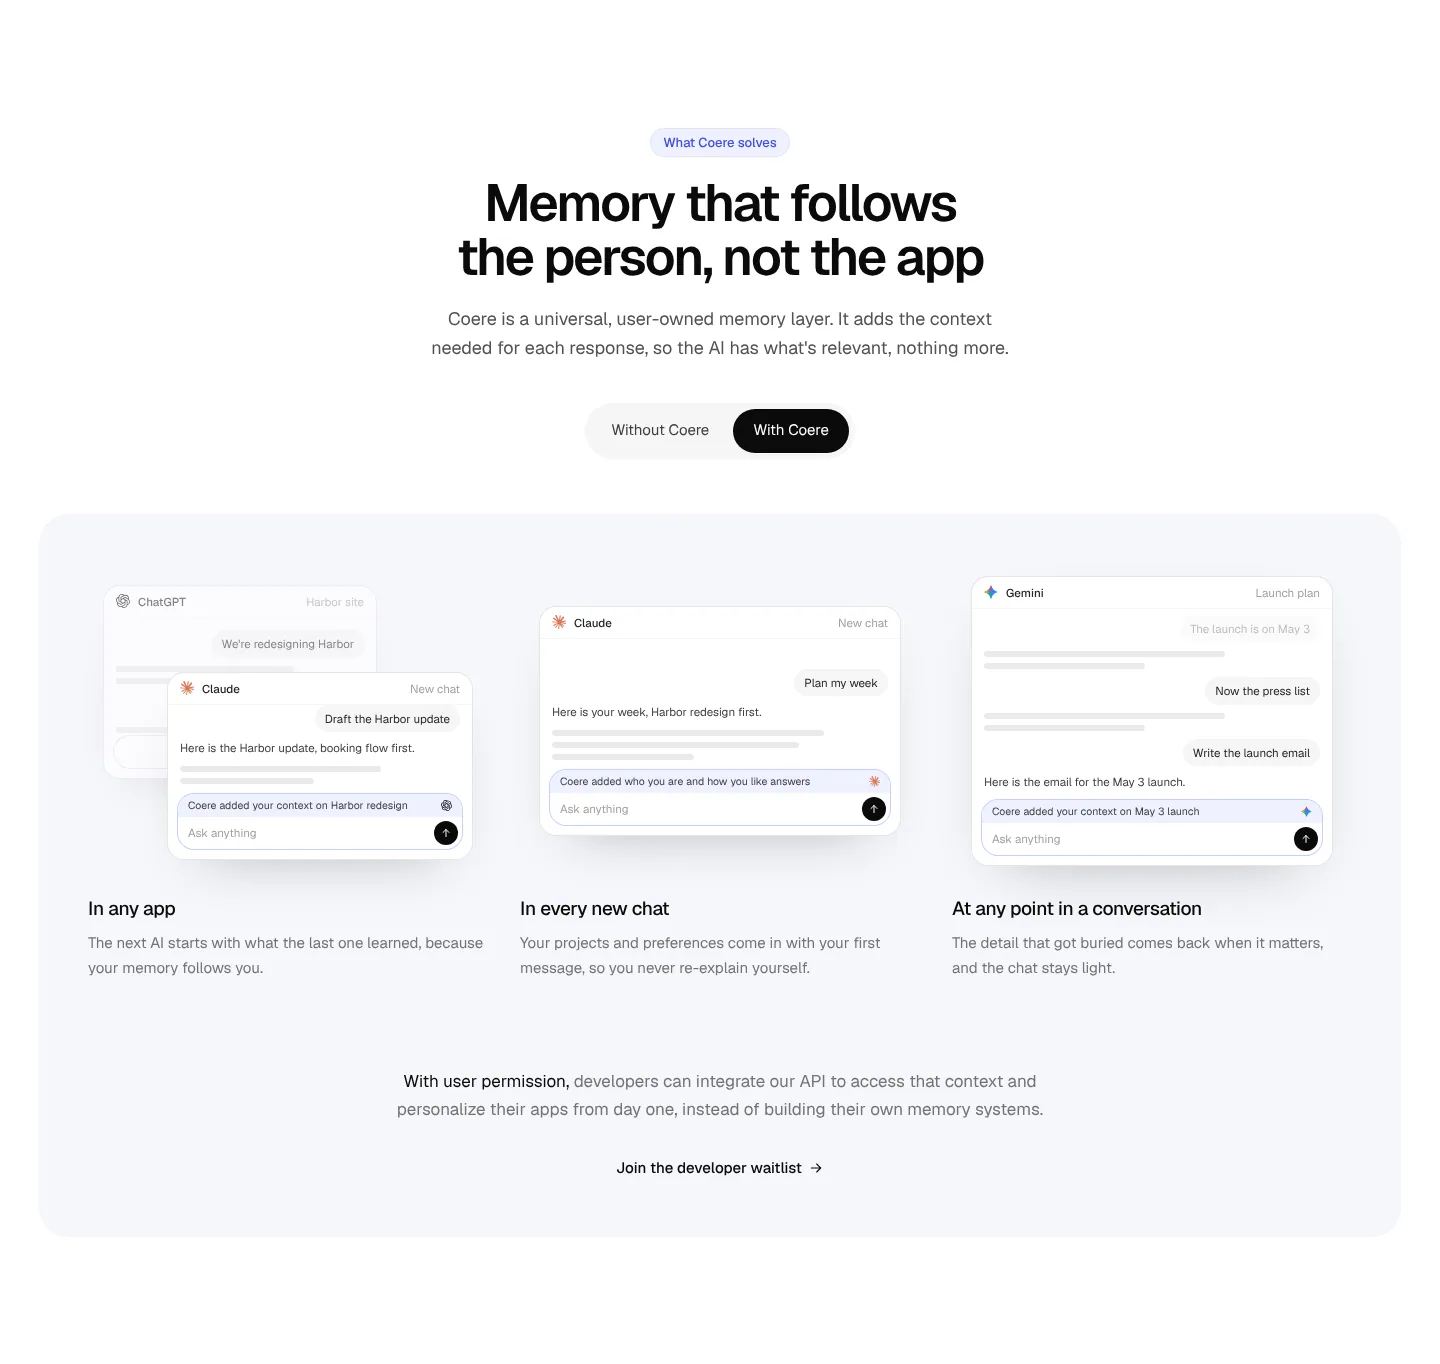 What Coere solves
Memory that follows
the person, not the app
Coere is a universal, user-owned memory layer. It adds the context
needed for each response, so the AI has what's relevant, nothing more.
Without Coere
With Coere
ChatGPT
Harbor site
We're redesigning Harbor
Claude
New chat
Draft the Harbor update
Here is the Harbor update, booking flow first.
Coere added your context on Harbor redesign
Ask anything
In any app
The next AI starts with what the last one learned, because
your memory follows you.
Claude
New chat
Plan my week
Here is your week, Harbor redesign first.
Coere added who you are and how you like answers
Ask anything
In every new chat
Your projects and preferences come in with your first
message, so you never re-explain yourself.
Gemini
Launch plan
The launch is on May 3
Now the press list
Write the launch email
Here is the email for the May 3 launch.
Coere added your context on May 3 launch
Ask anything
At any point in a conversation
The detail that got buried comes back when it matters,
and the chat stays light.
With user permission, developers can integrate our API to access that context and
personalize their apps from day one, instead of building their own memory systems.
Join the developer waitlist →